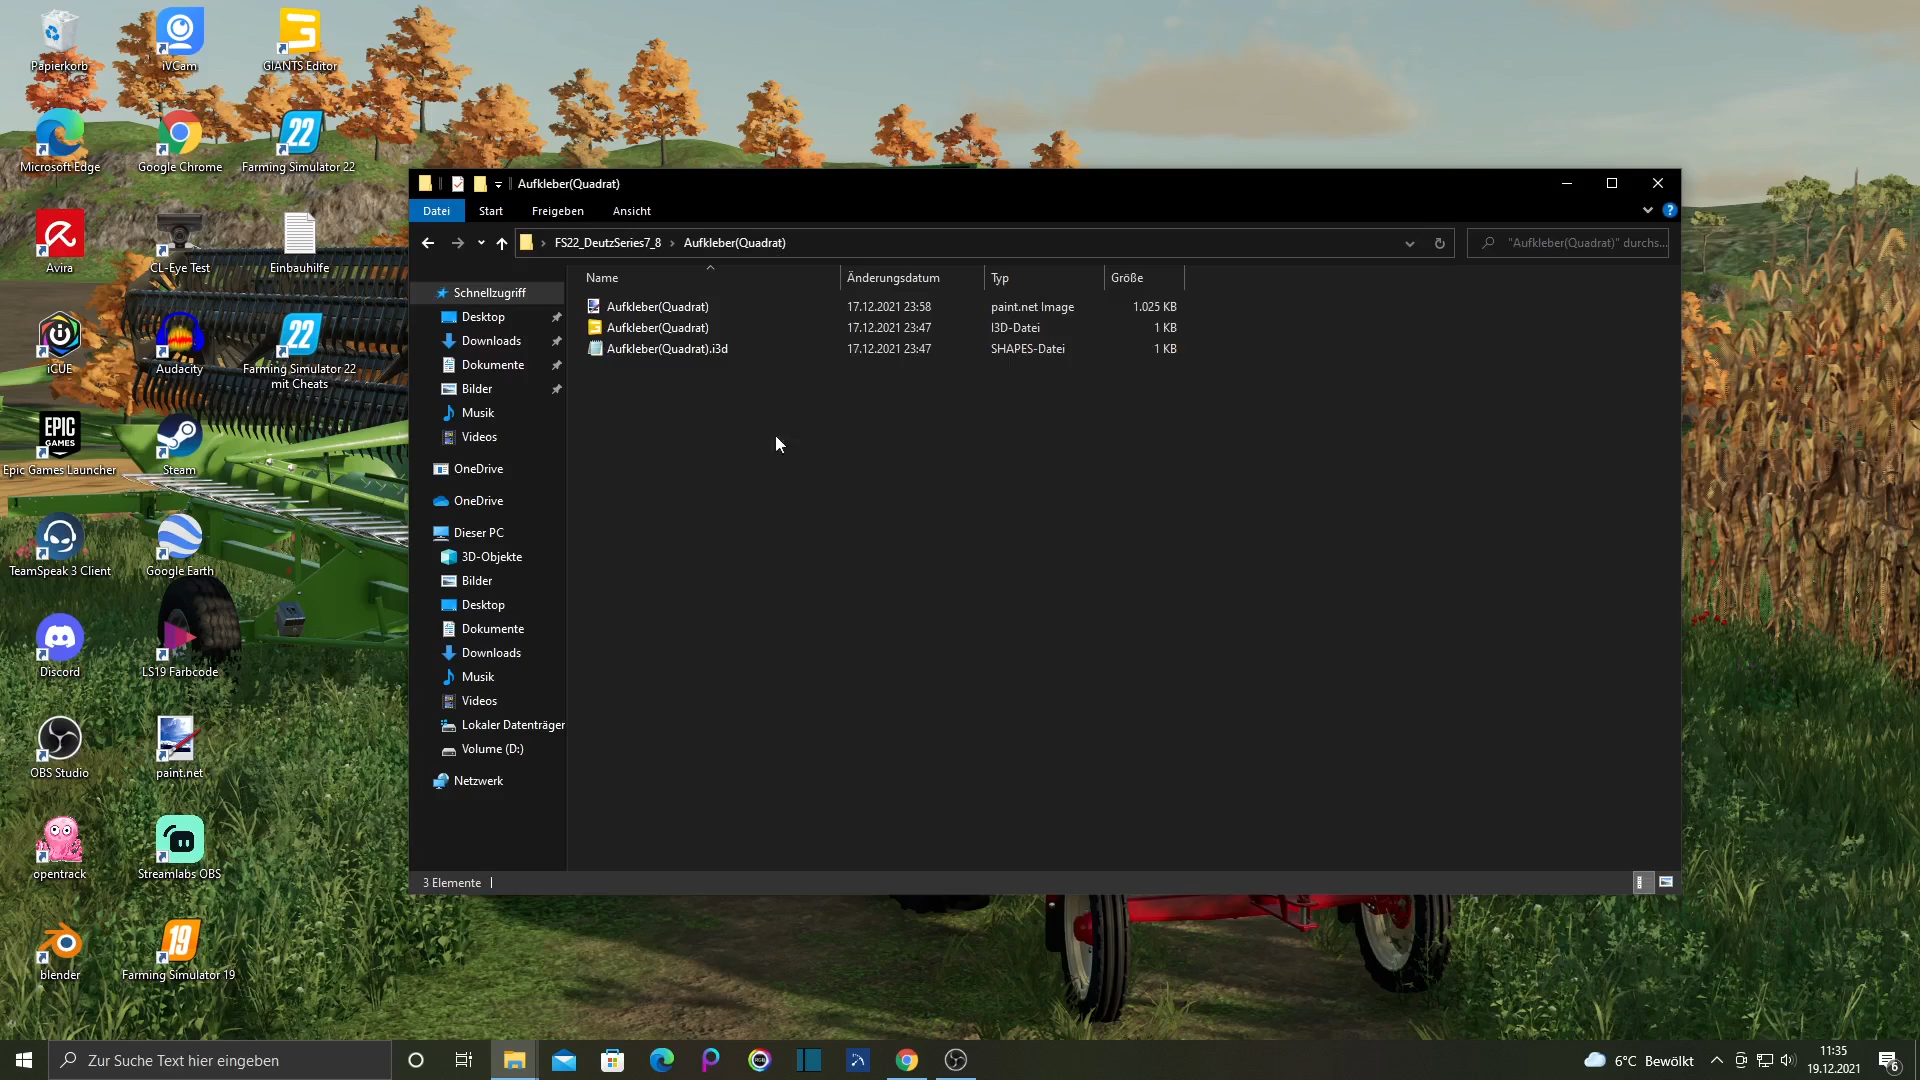 Papierkorb
iVCam
GIANTS Editor
Microsoft Edge
Google Chrome
22
Farming Simulator 22
Avira
CL-Eye Test
Einbauhilfe
iCUE
Audacity
22
Farming Simulator 22
mit Cheats
EPIC
GAMES
Epic Games Launcher
Steam
TeamSpeak 3 Client
Google Earth
Discord
LS19 Farbcode
OBS Studio
paint.net
opentrack
Streamlabs OBS
blender
19
Farming Simulator 19
Aufkleber(Quadrat)
Datei
Start
Freigeben
Ansicht
FS22_DeutzSeries7_8
Aufkleber(Quadrat)
"Aufkleber(Quadrat)" durchs...
Name
Änderungsdatum
Typ
Größe
Aufkleber(Quadrat) 17.12.2021 23:58 paint.net Image 1.025 KB
Aufkleber(Quadrat) 17.12.2021 23:47 I3D-Datei 1 KB
Aufkleber(Quadrat).i3d 17.12.2021 23:47 SHAPES-Datei 1 KB
Schnellzugriff
Desktop
Downloads
Dokumente
Bilder
Musik
Videos
OneDrive
OneDrive
Dieser PC
3D-Objekte
Bilder
Desktop
Dokumente
Downloads
Musik
Videos
Lokaler Datenträger
Volume (D:)
Netzwerk
3 Elemente
Zur Suche Text hier eingeben
6°C Bewölkt
11:35
19.12.2021
6